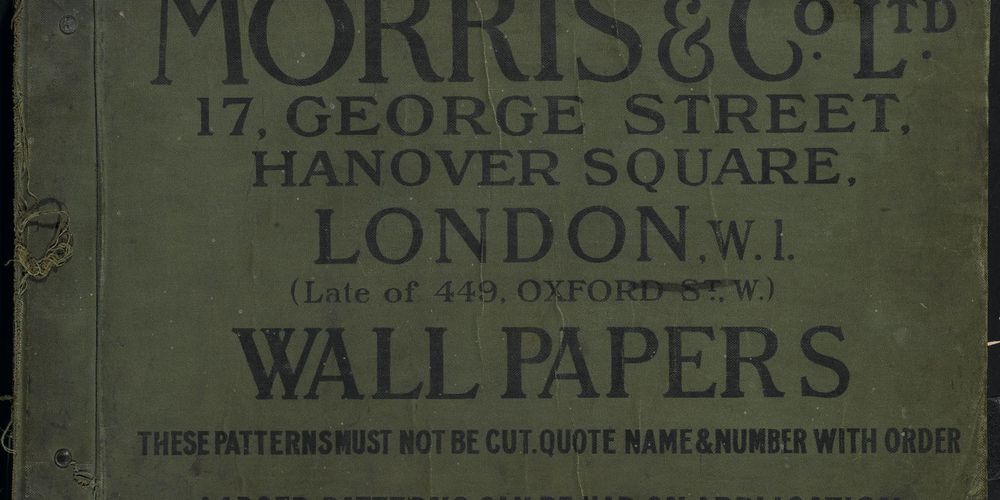 MORRIS & Co. LTD.
17, GEORGE STREET,
HANOVER SQUARE,
LONDON, W. 1.
(Late of 449, OXFORD ST., W.)
WALL PAPERS
THESE PATTERNS MUST NOT BE CUT. QUOTE NAME & NUMBER WITH ORDER